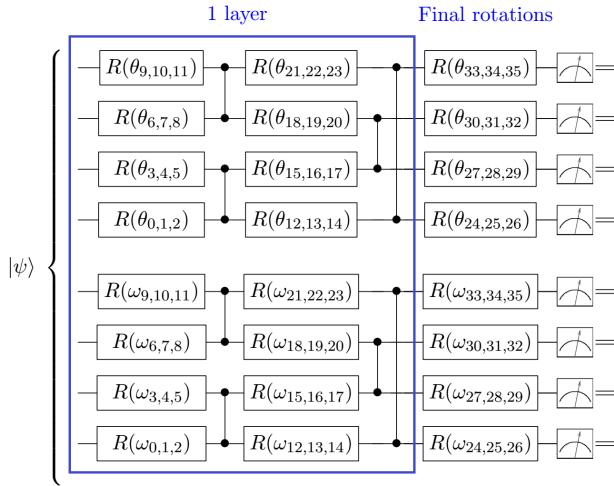 1 layer Final rotations
R(θ9,10,11) R(θ21,22,23) R(θ33,34,35)
R(θ6,7,8) R(θ18,19,20) R(θ30,31,32)
R(θ3,4,5) R(θ15,16,17) R(θ27,28,29)
R(θ0,1,2) R(θ12,13,14) R(θ24,25,26)
|ψ⟩
R(ω9,10,11) R(ω21,22,23) R(ω33,34,35)
R(ω6,7,8) R(ω18,19,20) R(ω30,31,32)
R(ω3,4,5) R(ω15,16,17) R(ω27,28,29)
R(ω0,1,2) R(ω12,13,14) R(ω24,25,26)